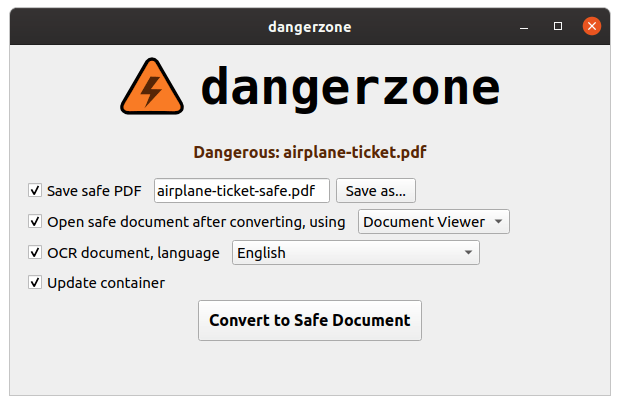 dangerzone
dangerzone
Dangerous: airplane-ticket.pdf
Save safe PDF airplane-ticket-safe.pdf Save as...
Open safe document after converting, using Document Viewer
OCR document, language English
Update container
Convert to Safe Document